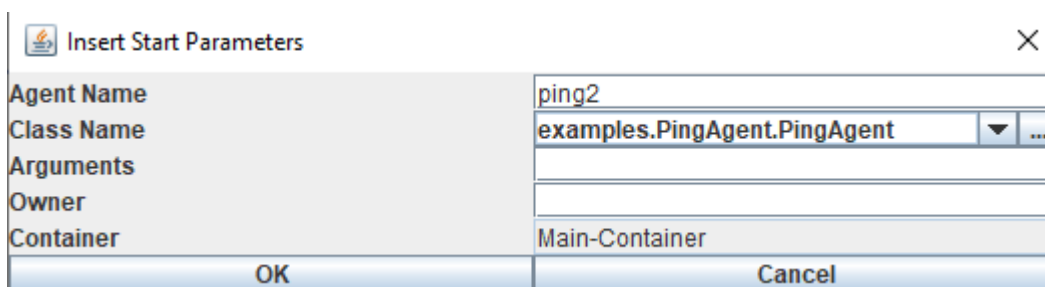 Insert Start Parameters
Agent Name ping2
Class Name examples.PingAgent.PingAgent ...
Arguments
Owner
Container Main-Container
OK Cancel